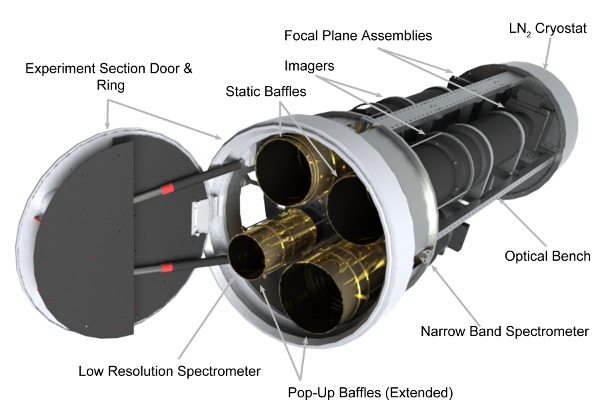 LN2 Cryostat
Focal Plane Assemblies
Imagers
Experiment Section Door &
Ring
Static Baffles
Optical Bench
Narrow Band Spectrometer
Low Resolution Spectrometer
Pop-Up Baffles (Extended)